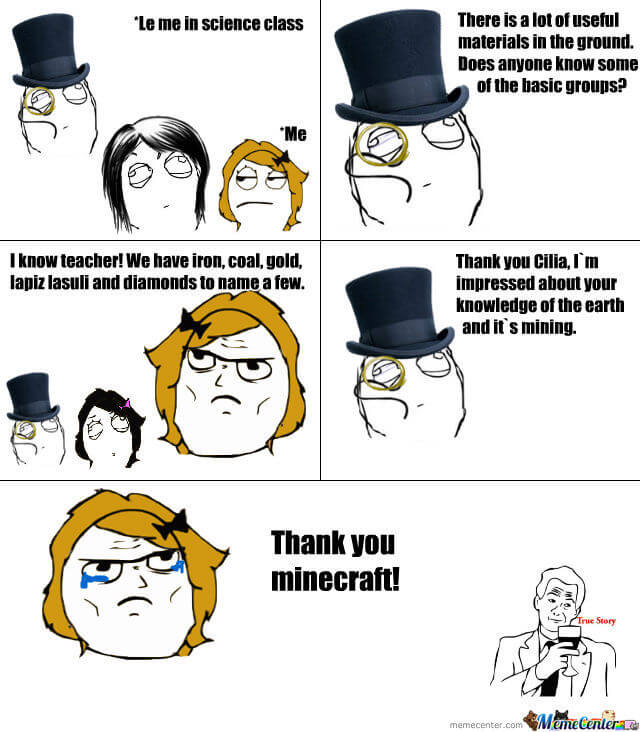 *Le me in science class
*Me
There is a lot of useful
materials in the ground.
Does anyone know some
of the basic groups?
I know teacher! We have iron, coal, gold,
lapiz lasuli and diamonds to name a few.
Thank you Cilia, I`m
impressed about your
knowledge of the earth
and it`s mining.
Thank you
minecraft!
True Story
memecenter.com MemeCenter